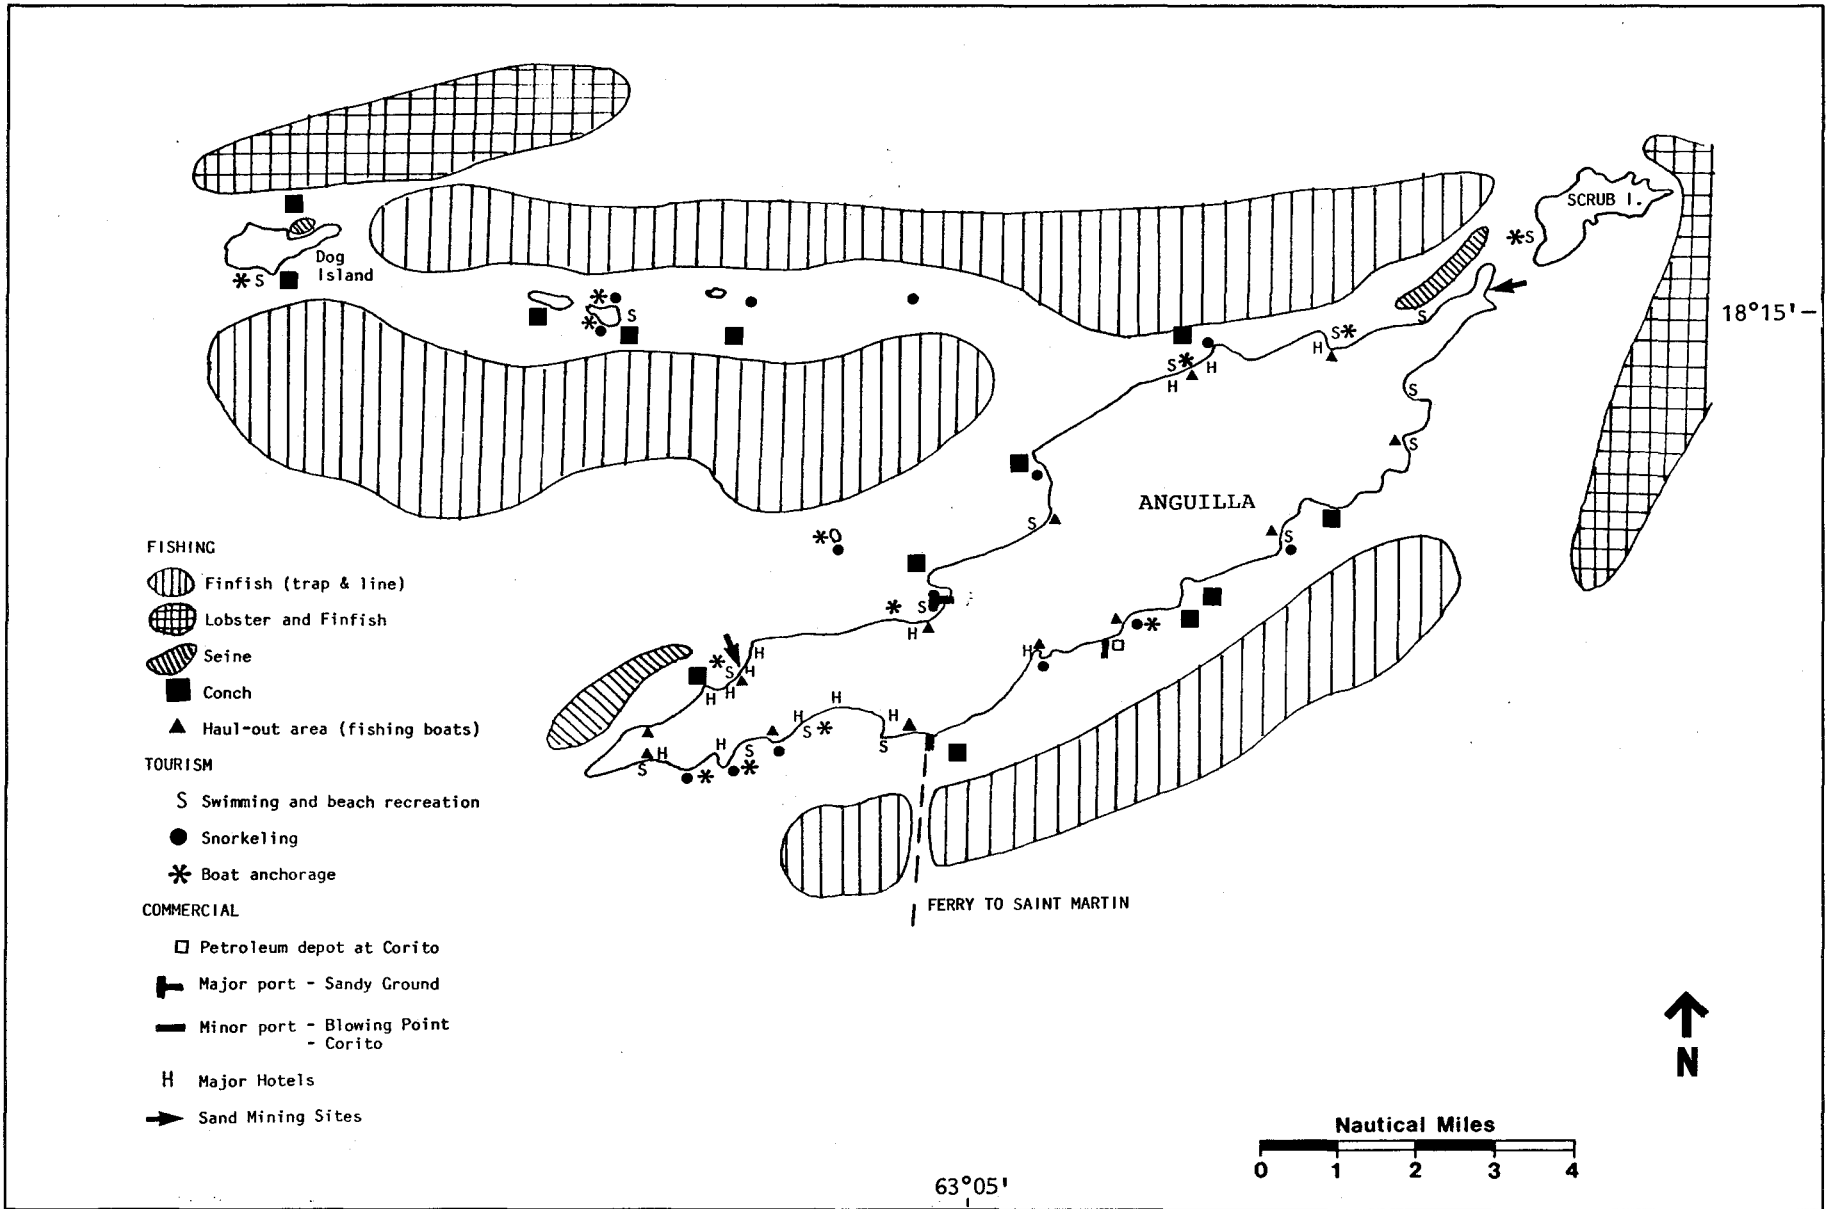 SCRUB I.
Dog
Island
18°15'
ANGUILLA
FISHING
Finfish (trap & line)
Lobster and Finfish
Seine
Conch
Haul-out area (fishing boats)
TOURISM
S Swimming and beach recreation
Snorkeling
Boat anchorage
COMMERCIAL
Petroleum depot at Corito
Major port - Sandy Ground
Minor port - Blowing Point
- Corito
H Major Hotels
Sand Mining Sites
FERRY TO SAINT MARTIN
N
Nautical Miles
0 1 2 3 4
63°05'